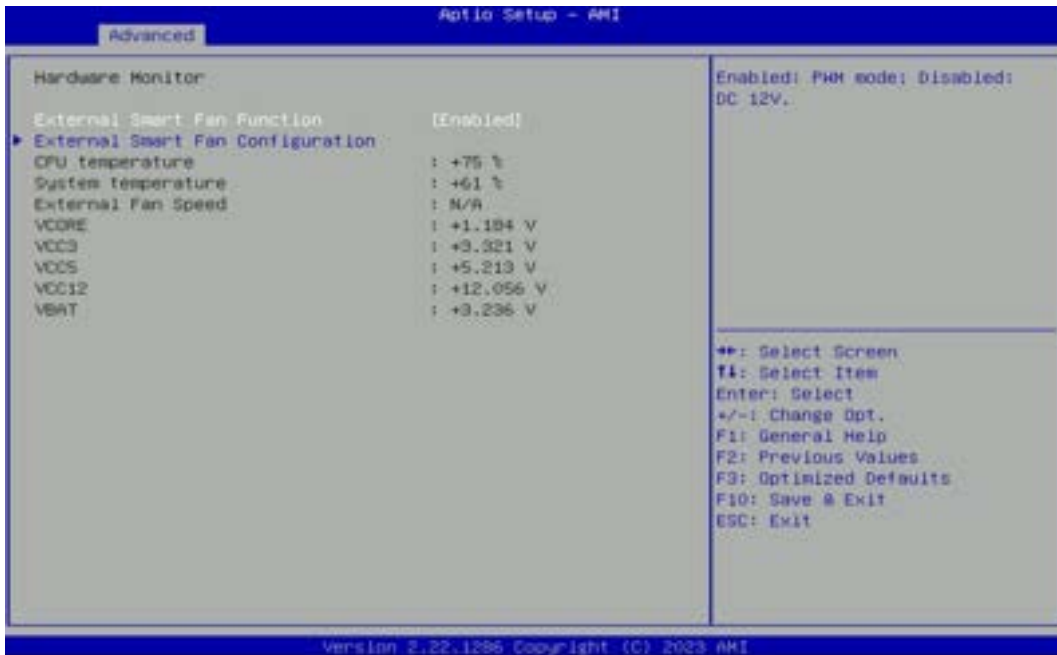 Aptio Setup - AMI
Advanced
Hardware Monitor
External Smart Fan Function [Enabled]
External Smart Fan Configuration
CPU temperature : +75 %
System temperature : +61 %
External Fan Speed : N/A
VCORE : +1.184 V
VCC3 : +3.321 V
VCC5 : +5.213 V
VCC12 : +12.056 V
VBAT : +3.236 V
Enabled: PWM mode; Disabled:
DC 12V.
→←: Select Screen
↑↓: Select Item
Enter: Select
+/-: Change Opt.
F1: General Help
F2: Previous Values
F3: Optimized Defaults
F10: Save & Exit
ESC: Exit
Version 2.22.1286 Copyright (C) 2023 AMI